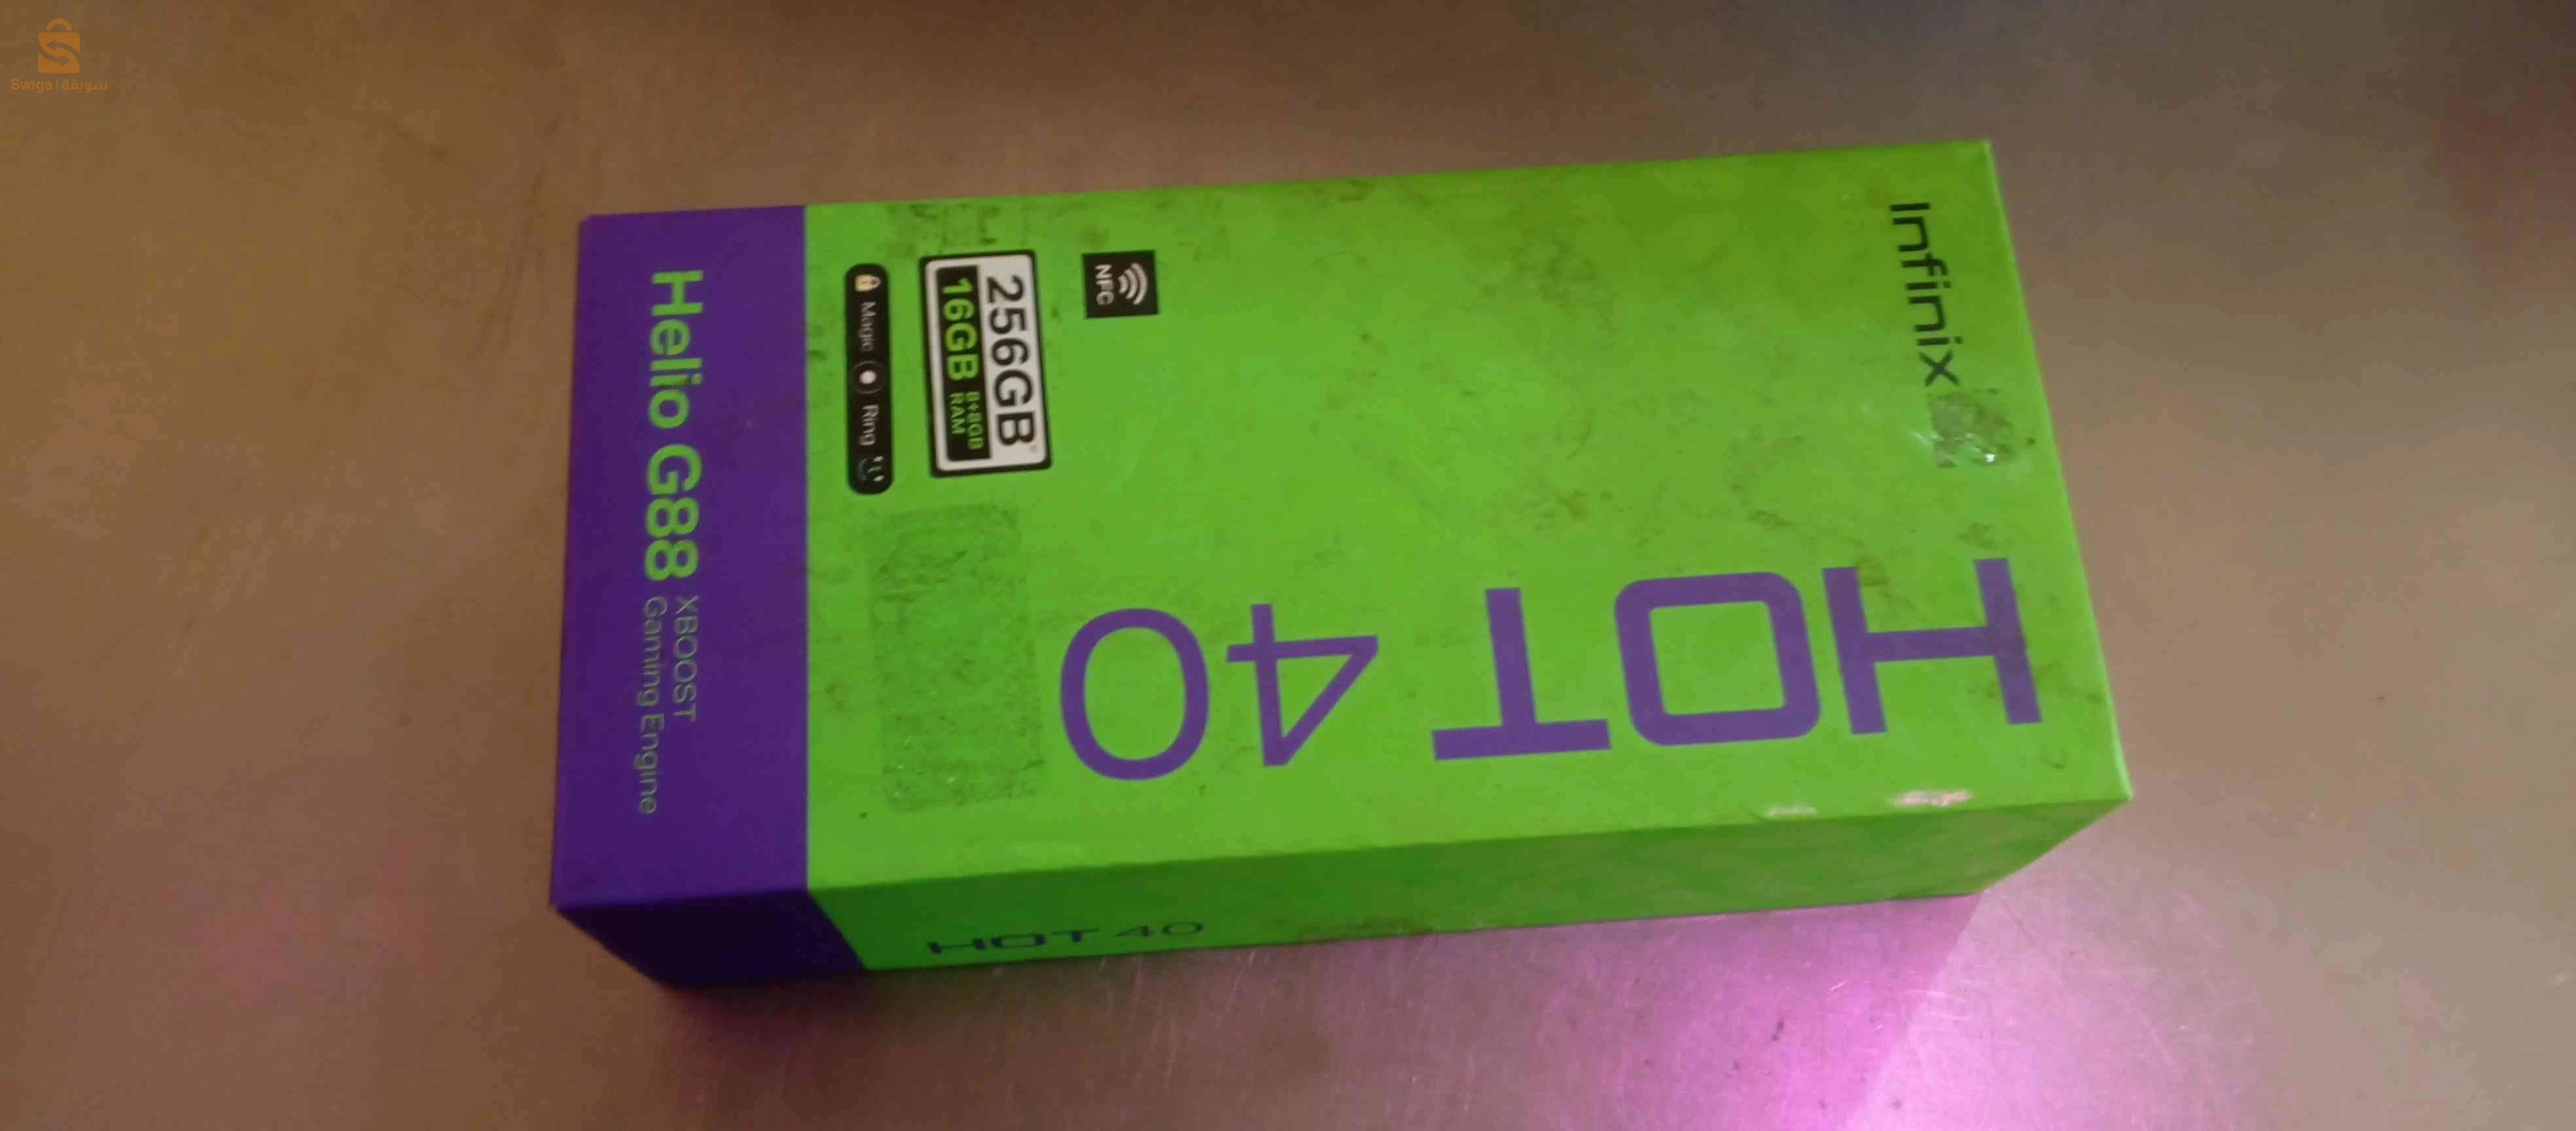 Swiga | سويقة
Infinix
HOT 40
NFC
256GB
16GB 8+8GB RAM
Magic Ring
Helio G88 XBOOST
Gaming Engine
HOT 40